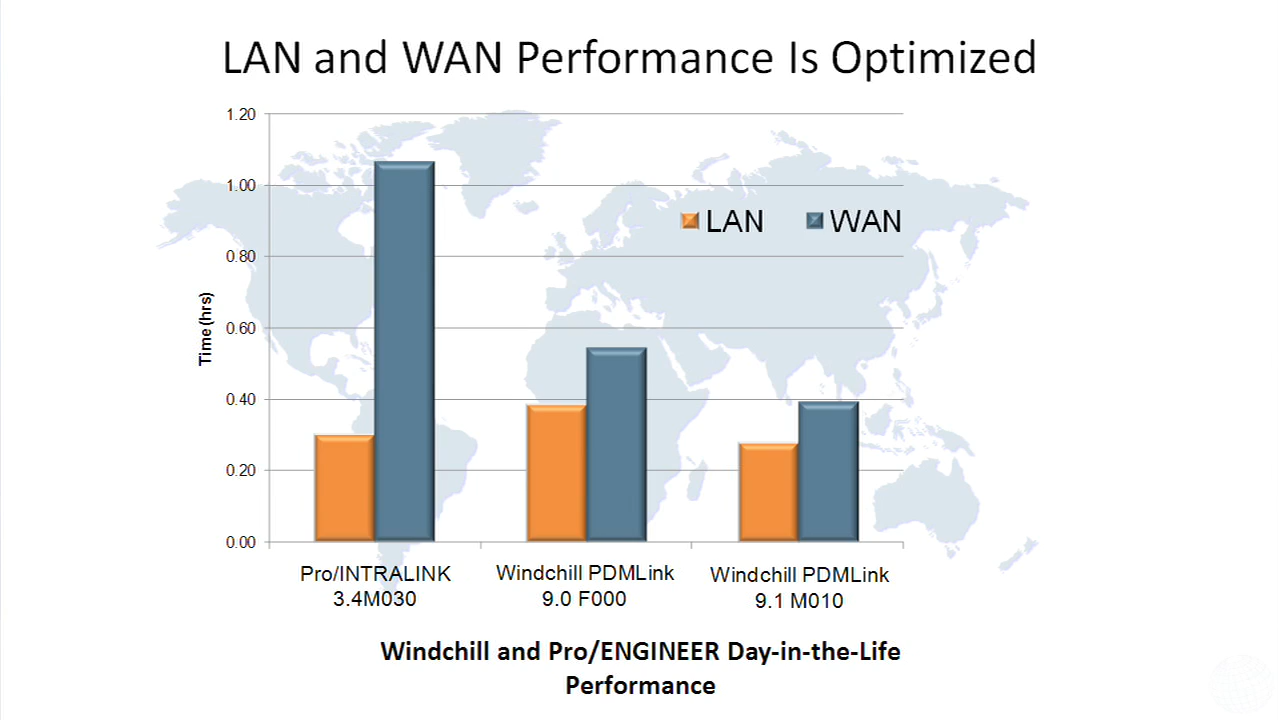 LAN and WAN Performance Is Optimized
1.20
1.00
0.80
0.60
0.40
0.20
0.00
Time (hrs)
LAN
WAN
Pro/INTRALINK
3.4M030
Windchill PDMLink
9.0 F000
Windchill PDMLink
9.1 M010
Windchill and Pro/ENGINEER Day-in-the-Life
Performance